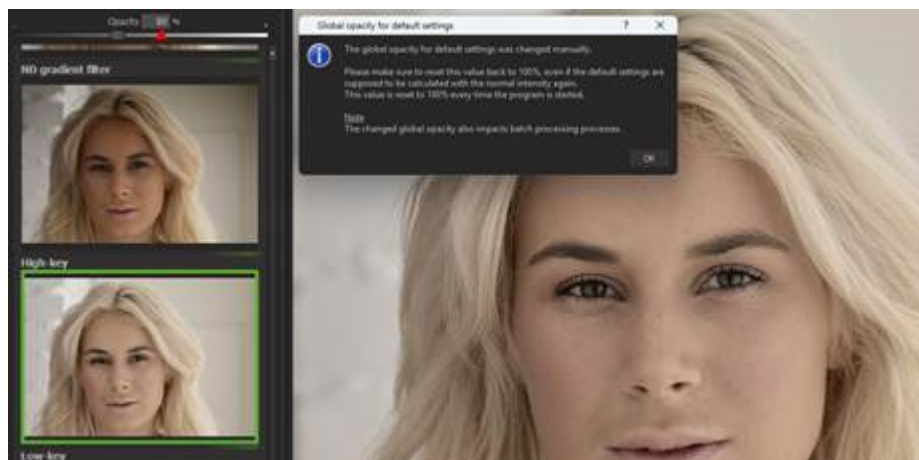 Opacity %
NO gradient filter
High-key
Low-key
Global opacity for default settings ? X
The global opacity for default settings was changed manually.
Please make sure to reset this value back to 100%, even if the default settings are
supposed to be calculated with the normal intensity again.
This value is reset to 100% every time the program is started.
Note
The changed global opacity also impacts batch processing processes.
OK